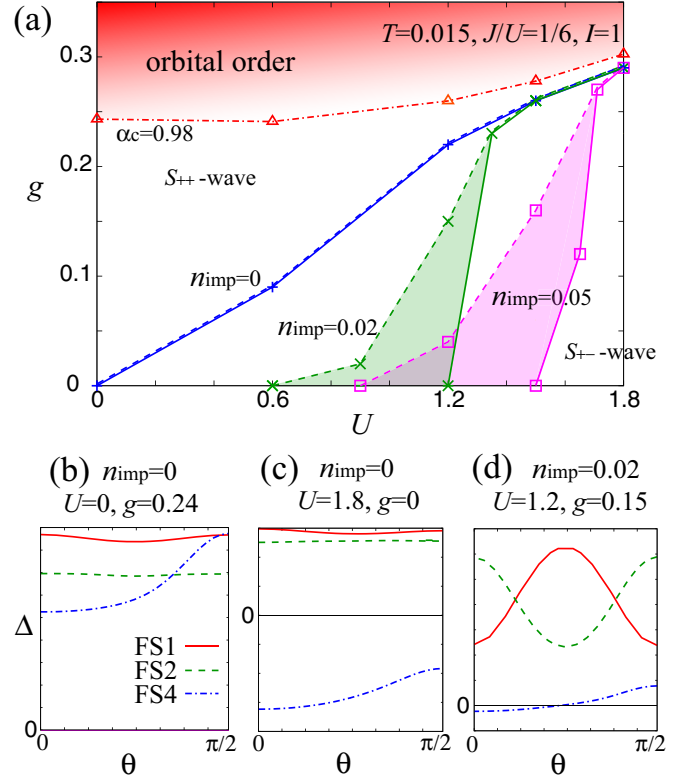 (a)
T=0.015, J/U=1/6, I=1
0.3
orbital order
αc=0.98
S++-wave
0.2
g
nimp=0
0.1
nimp=0.02
nimp=0.05
S+−-wave
0
0 0.6 1.2 1.8
U
(b) nimp=0
U=0, g=0.24
(c) nimp=0
U=1.8, g=0
(d) nimp=0.02
U=1.2, g=0.15
Δ
FS1
FS2
FS4
0
0 π/2
θ
0
0 π/2
θ
0
0 π/2
θ